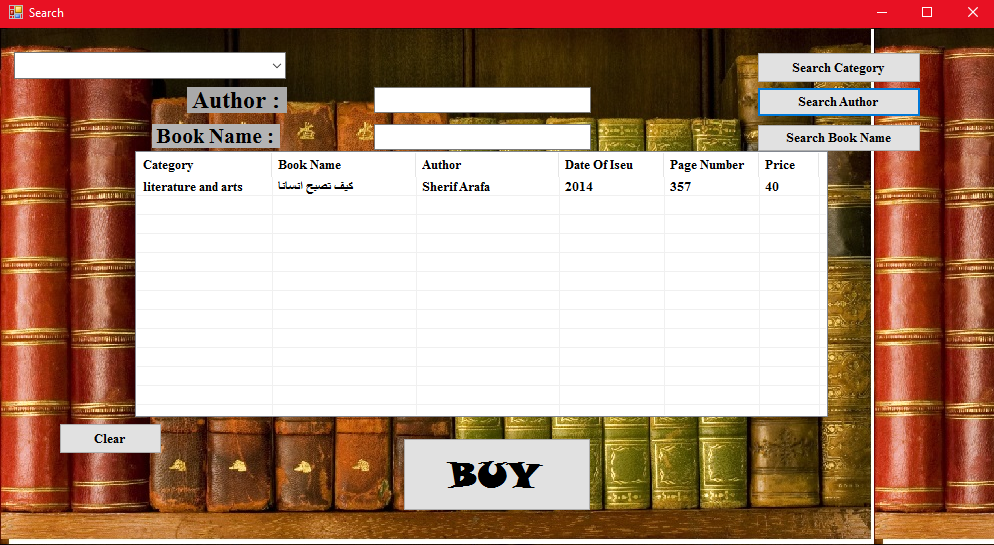 Search
Search Category
Author :
Search Author
Book Name :
Search Book Name
Category Book Name Author Date Of Iseu Page Number Price
literature and arts كيف تصبح انسانا Sherif Arafa 2014 357 40
Clear
BUY